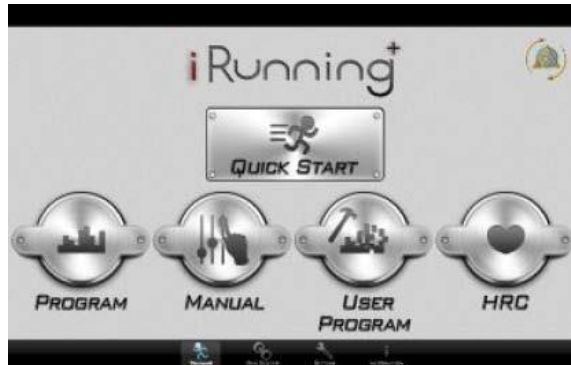 iRunning+
QUICK START
PROGRAM
MANUAL
USER
PROGRAM
HRC